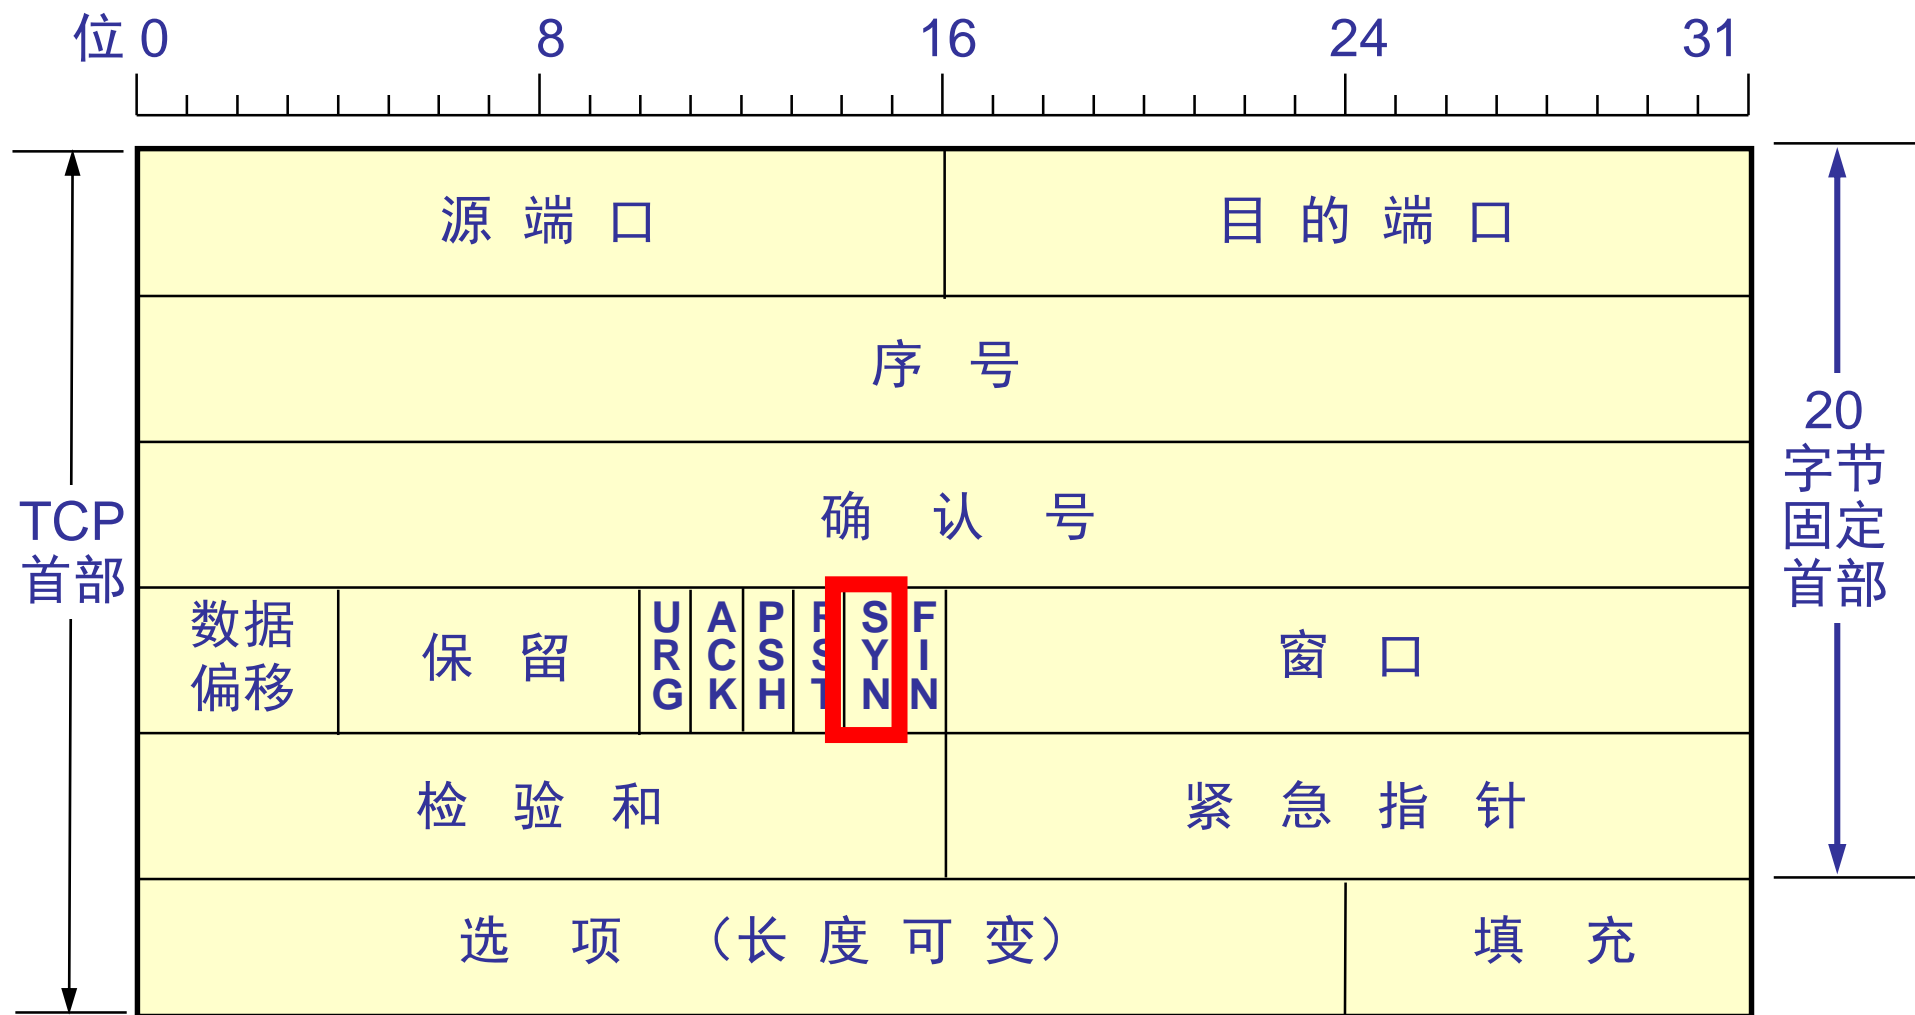 位 0 8 16 24 31
源 端 口 目 的 端 口
序 号
确 认 号
TCP
首部
20
字节
固定
首部
数据
偏移
保 留
URG
ACK
PSH
RST
SYN
FIN
窗 口
检 验 和 紧 急 指 针
选 项 （长 度 可 变） 填 充